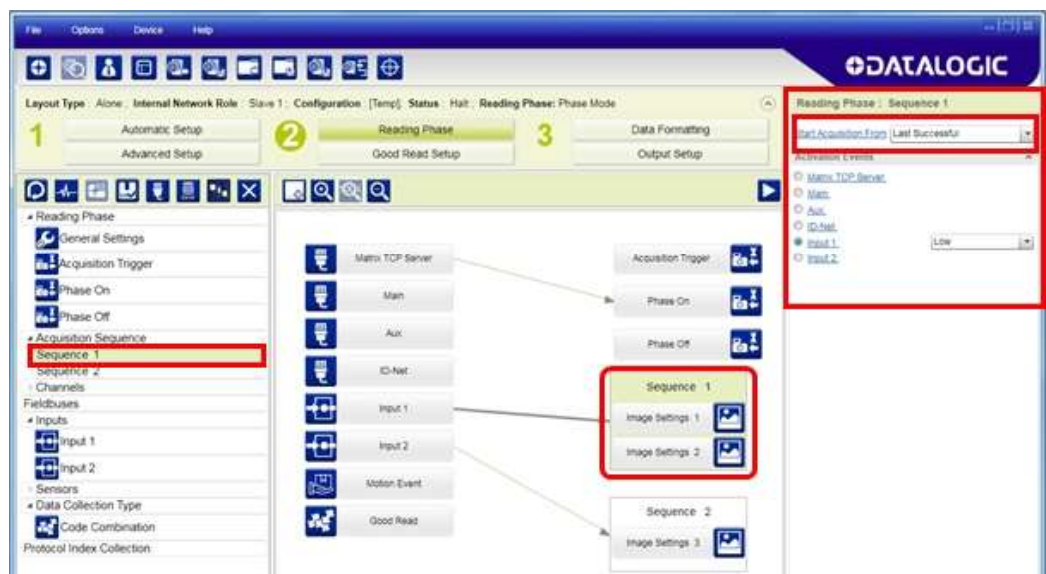 File Options Device Help
DATALOGIC
Layout Type : Alone ; Internal Network Role : Slave 1 ; Configuration : [Temp]; Status : Halt ; Reading Phase: Phase Mode
1
Automatic Setup
Advanced Setup
2
Reading Phase
Good Read Setup
3
Data Formatting
Output Setup
Reading Phase
General Settings
Acquisition Trigger
Phase On
Phase Off
Acquisition Sequence
Sequence 1
Sequence 2
Channels
Fieldbuses
Inputs
Input 1
Input 2
Sensors
Data Collection Type
Code Combination
Protocol Index Collection
Matrix TCP Server
Main
Aux
ID-Net
Input 1
Input 2
Motion Event
Good Read
Acquisition Trigger
Phase On
Phase Off
Sequence 1
Image Settings 1
Image Settings 2
Sequence 2
Image Settings 3
Reading Phase : Sequence 1
Start Acquisition From Last Successful
Activation Events
Matrix TCP Server
Main
Aux
ID-Net
Input 1 Low
Input 2